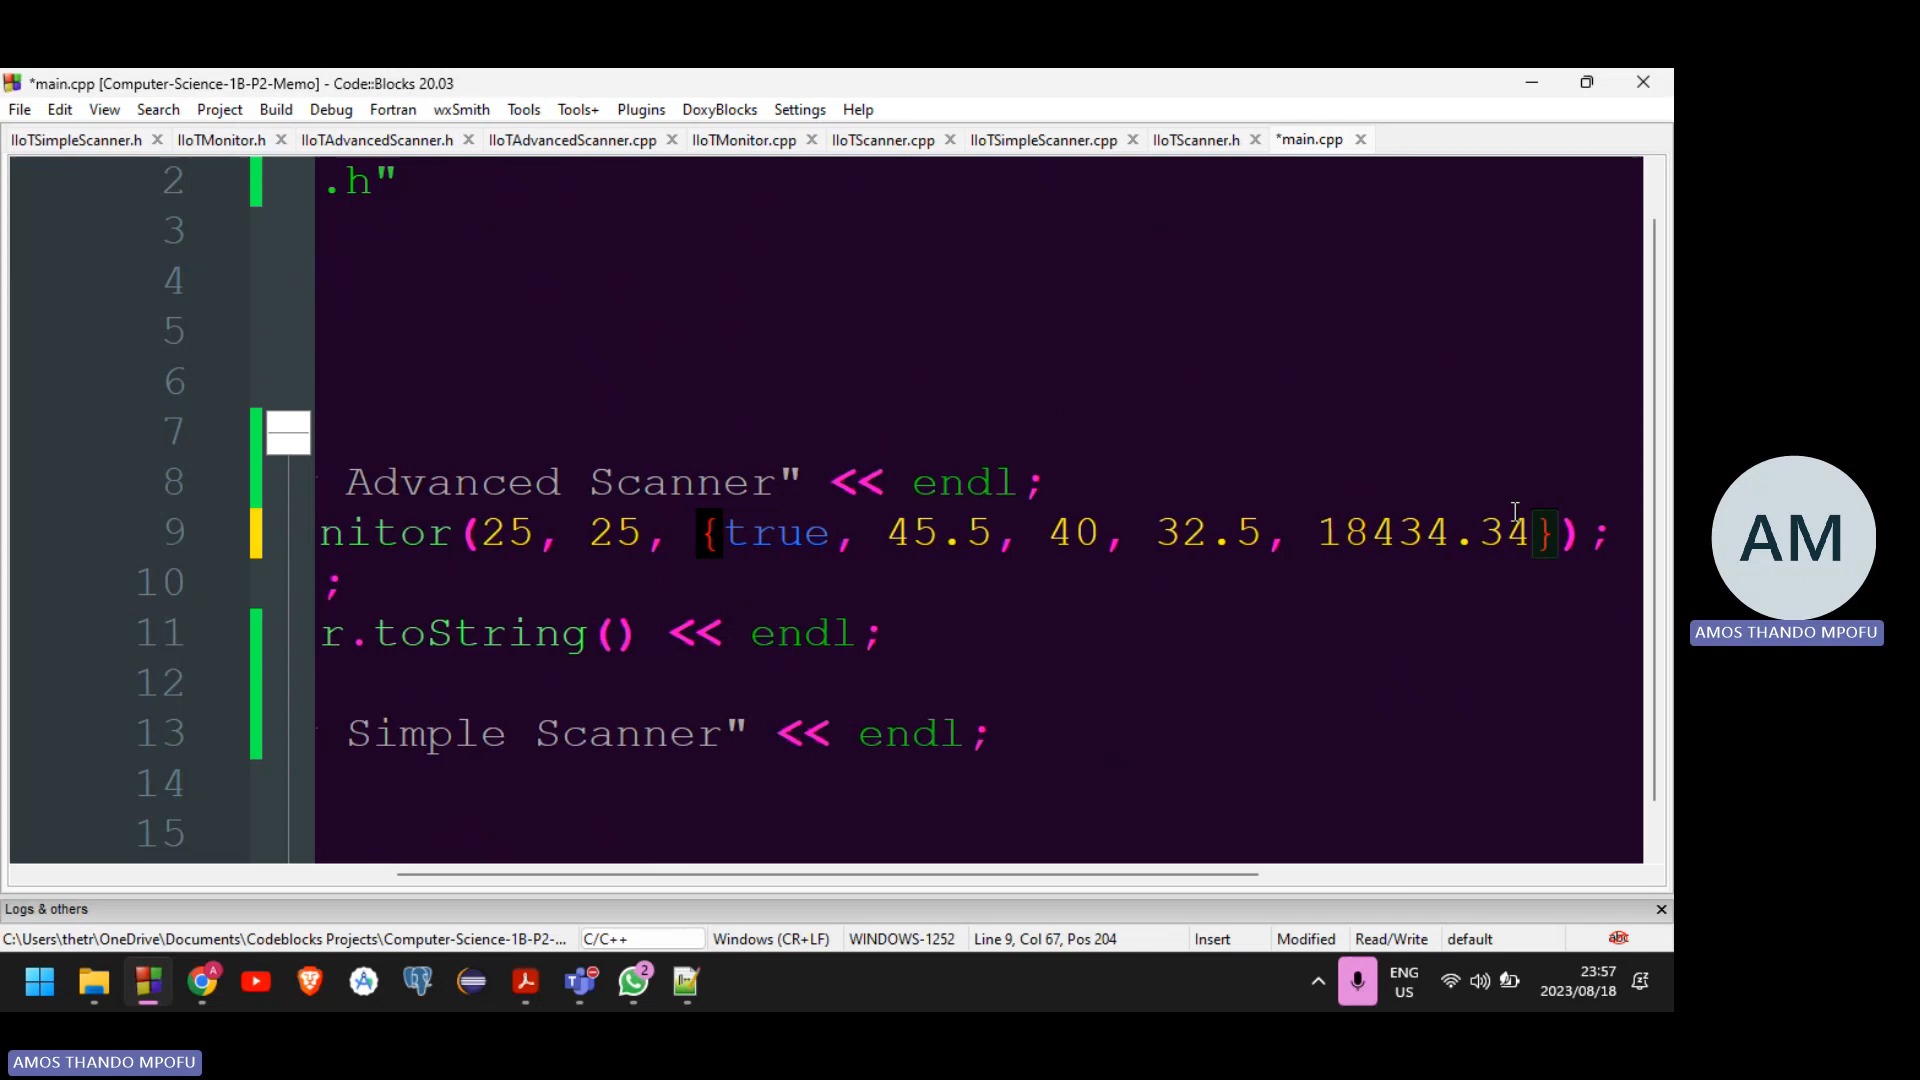 *main.cpp [Computer-Science-1B-P2-Memo] - Code::Blocks 20.03
File Edit View Search Project Build Debug Fortran wxSmith Tools Tools+ Plugins DoxyBlocks Settings Help
IIoTSimpleScanner.h IIoTMonitor.h IIoTAdvancedScanner.h IIoTAdvancedScanner.cpp IIoTMonitor.cpp IIoTScanner.cpp IIoTSimpleScanner.cpp IIoTScanner.h *main.cpp
2 .h"
3
4
5
6
7
8 Advanced Scanner" << endl;
9 nitor(25, 25, {true, 45.5, 40, 32.5, 18434.34});
10 ;
11 r.toString() << endl;
12
13 Simple Scanner" << endl;
14
15
AM
AMOS THANDO MPOFU
Logs & others
C:\Users\thetr\OneDrive\Documents\Codeblocks Projects\Computer-Science-1B-P2-... C/C++ Windows (CR+LF) WINDOWS-1252 Line 9, Col 67, Pos 204 Insert Modified Read/Write default abc
A 2 ENG US 23:57
2023/08/18
AMOS THANDO MPOFU